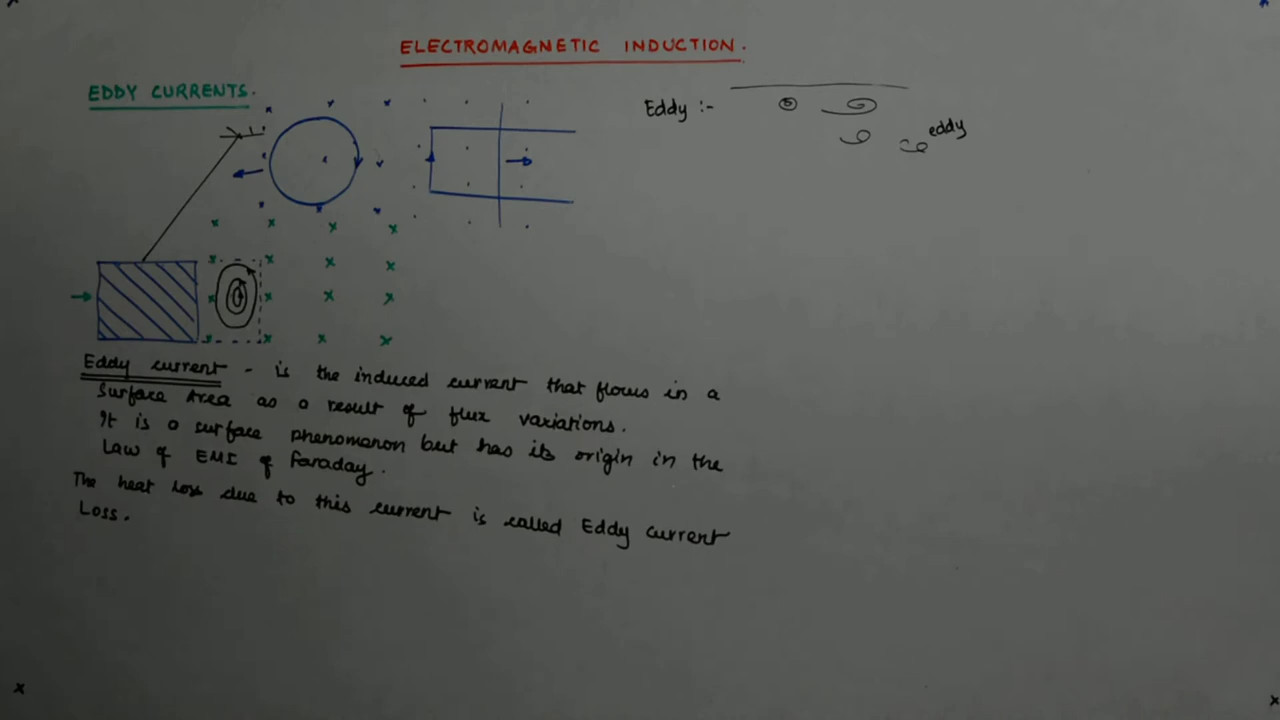 ELECTROMAGNETIC INDUCTION.
EDDY CURRENTS.
Eddy :-
eddy
Eddy current - is the induced current that flows in a
Surface Area as a result of flux variations.
It is a surface phenomanon but has its origin in the
Law of EMI of Faraday.
The heat Loss due to this current is called Eddy current
Loss.